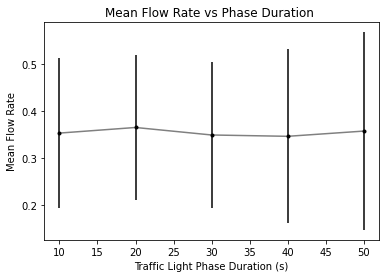 Mean Flow Rate vs Phase Duration
Mean Flow Rate
0.5
0.4
0.3
0.2
10 15 20 25 30 35 40 45 50
Traffic Light Phase Duration (s)